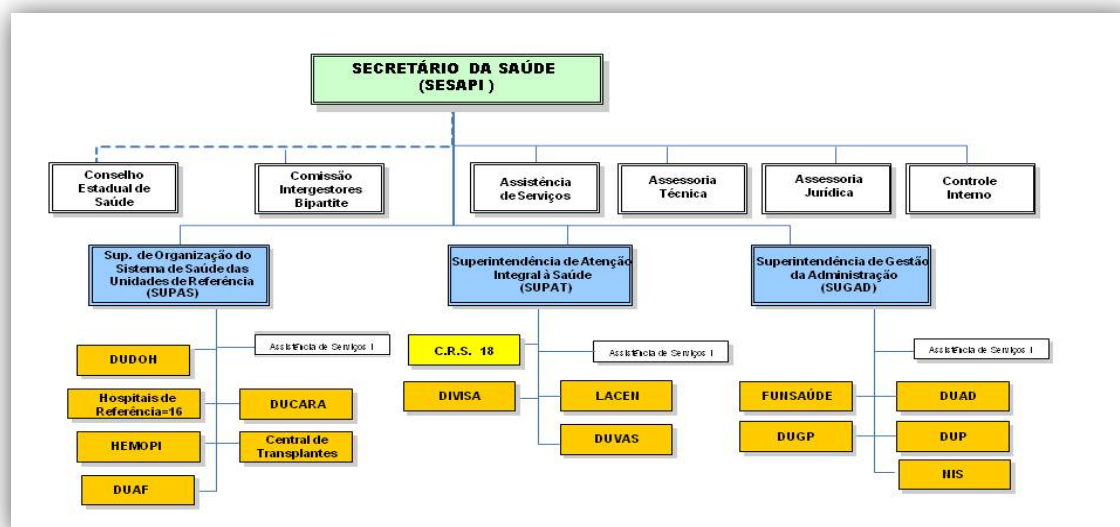 SECRETÁRIO DA SAÚDE
(SESAPI )
Conselho
Estadual de
Saúde
Comissão
Intergestores
Bipartite
Assistência
de Serviços
Assessoria
Técnica
Assessoria
Jurídica
Controle
Interno
Sup. de Organização do
Sistema de Saúde das
Unidades de Referência
(SUPAS)
Superintendência de Atenção
Integral à Saúde
(SUPAT)
Superintendência de Gestão
da Administração
(SUGAD)
Assistência de Serviços I
DUDOH
Hospitais de
Referência=16
DUCARA
HEMOPI
Central de
Transplantes
DUAF
C.R.S. 18
Assistência de Serviços I
DIVISA
LACEN
DUVAS
Assistência de Serviços I
FUNSAÚDE
DUAD
DUGP
DUP
NIS